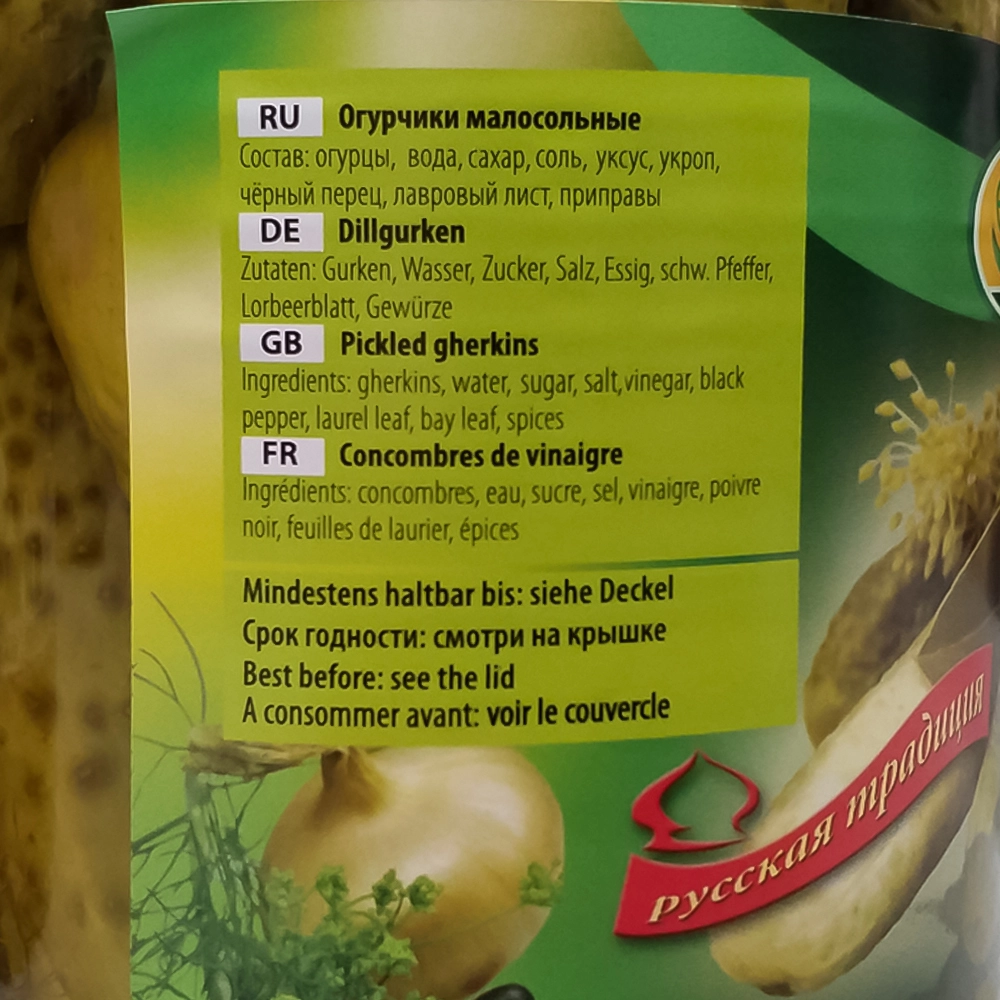 RU Огурчики малосольные
Состав: огурцы, вода, сахар, соль, уксус, укроп,
чёрный перец, лавровый лист, приправы
DE Dillgurken
Zutaten: Gurken, Wasser, Zucker, Salz, Essig, schw. Pfeffer,
Lorbeerblatt, Gewürze
GB Pickled gherkins
Ingredients: gherkins, water, sugar, salt,vinegar, black
pepper, laurel leaf, bay leaf, spices
FR Concombres de vinaigre
Ingrédients: concombres, eau, sucre, sel, vinaigre, poivre
noir, feuilles de laurier, épices
Mindestens haltbar bis: siehe Deckel
Срок годности: смотри на крышке
Best before: see the lid
A consommer avant: voir le couvercle
Русская традиция